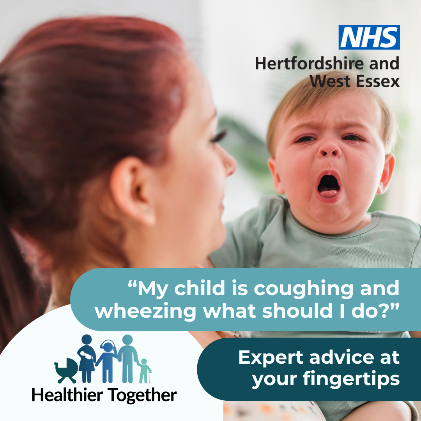 NHS
Hertfordshire and
West Essex
“My child is coughing and
wheezing what should I do?”
Expert advice at
your fingertips
Healthier Together